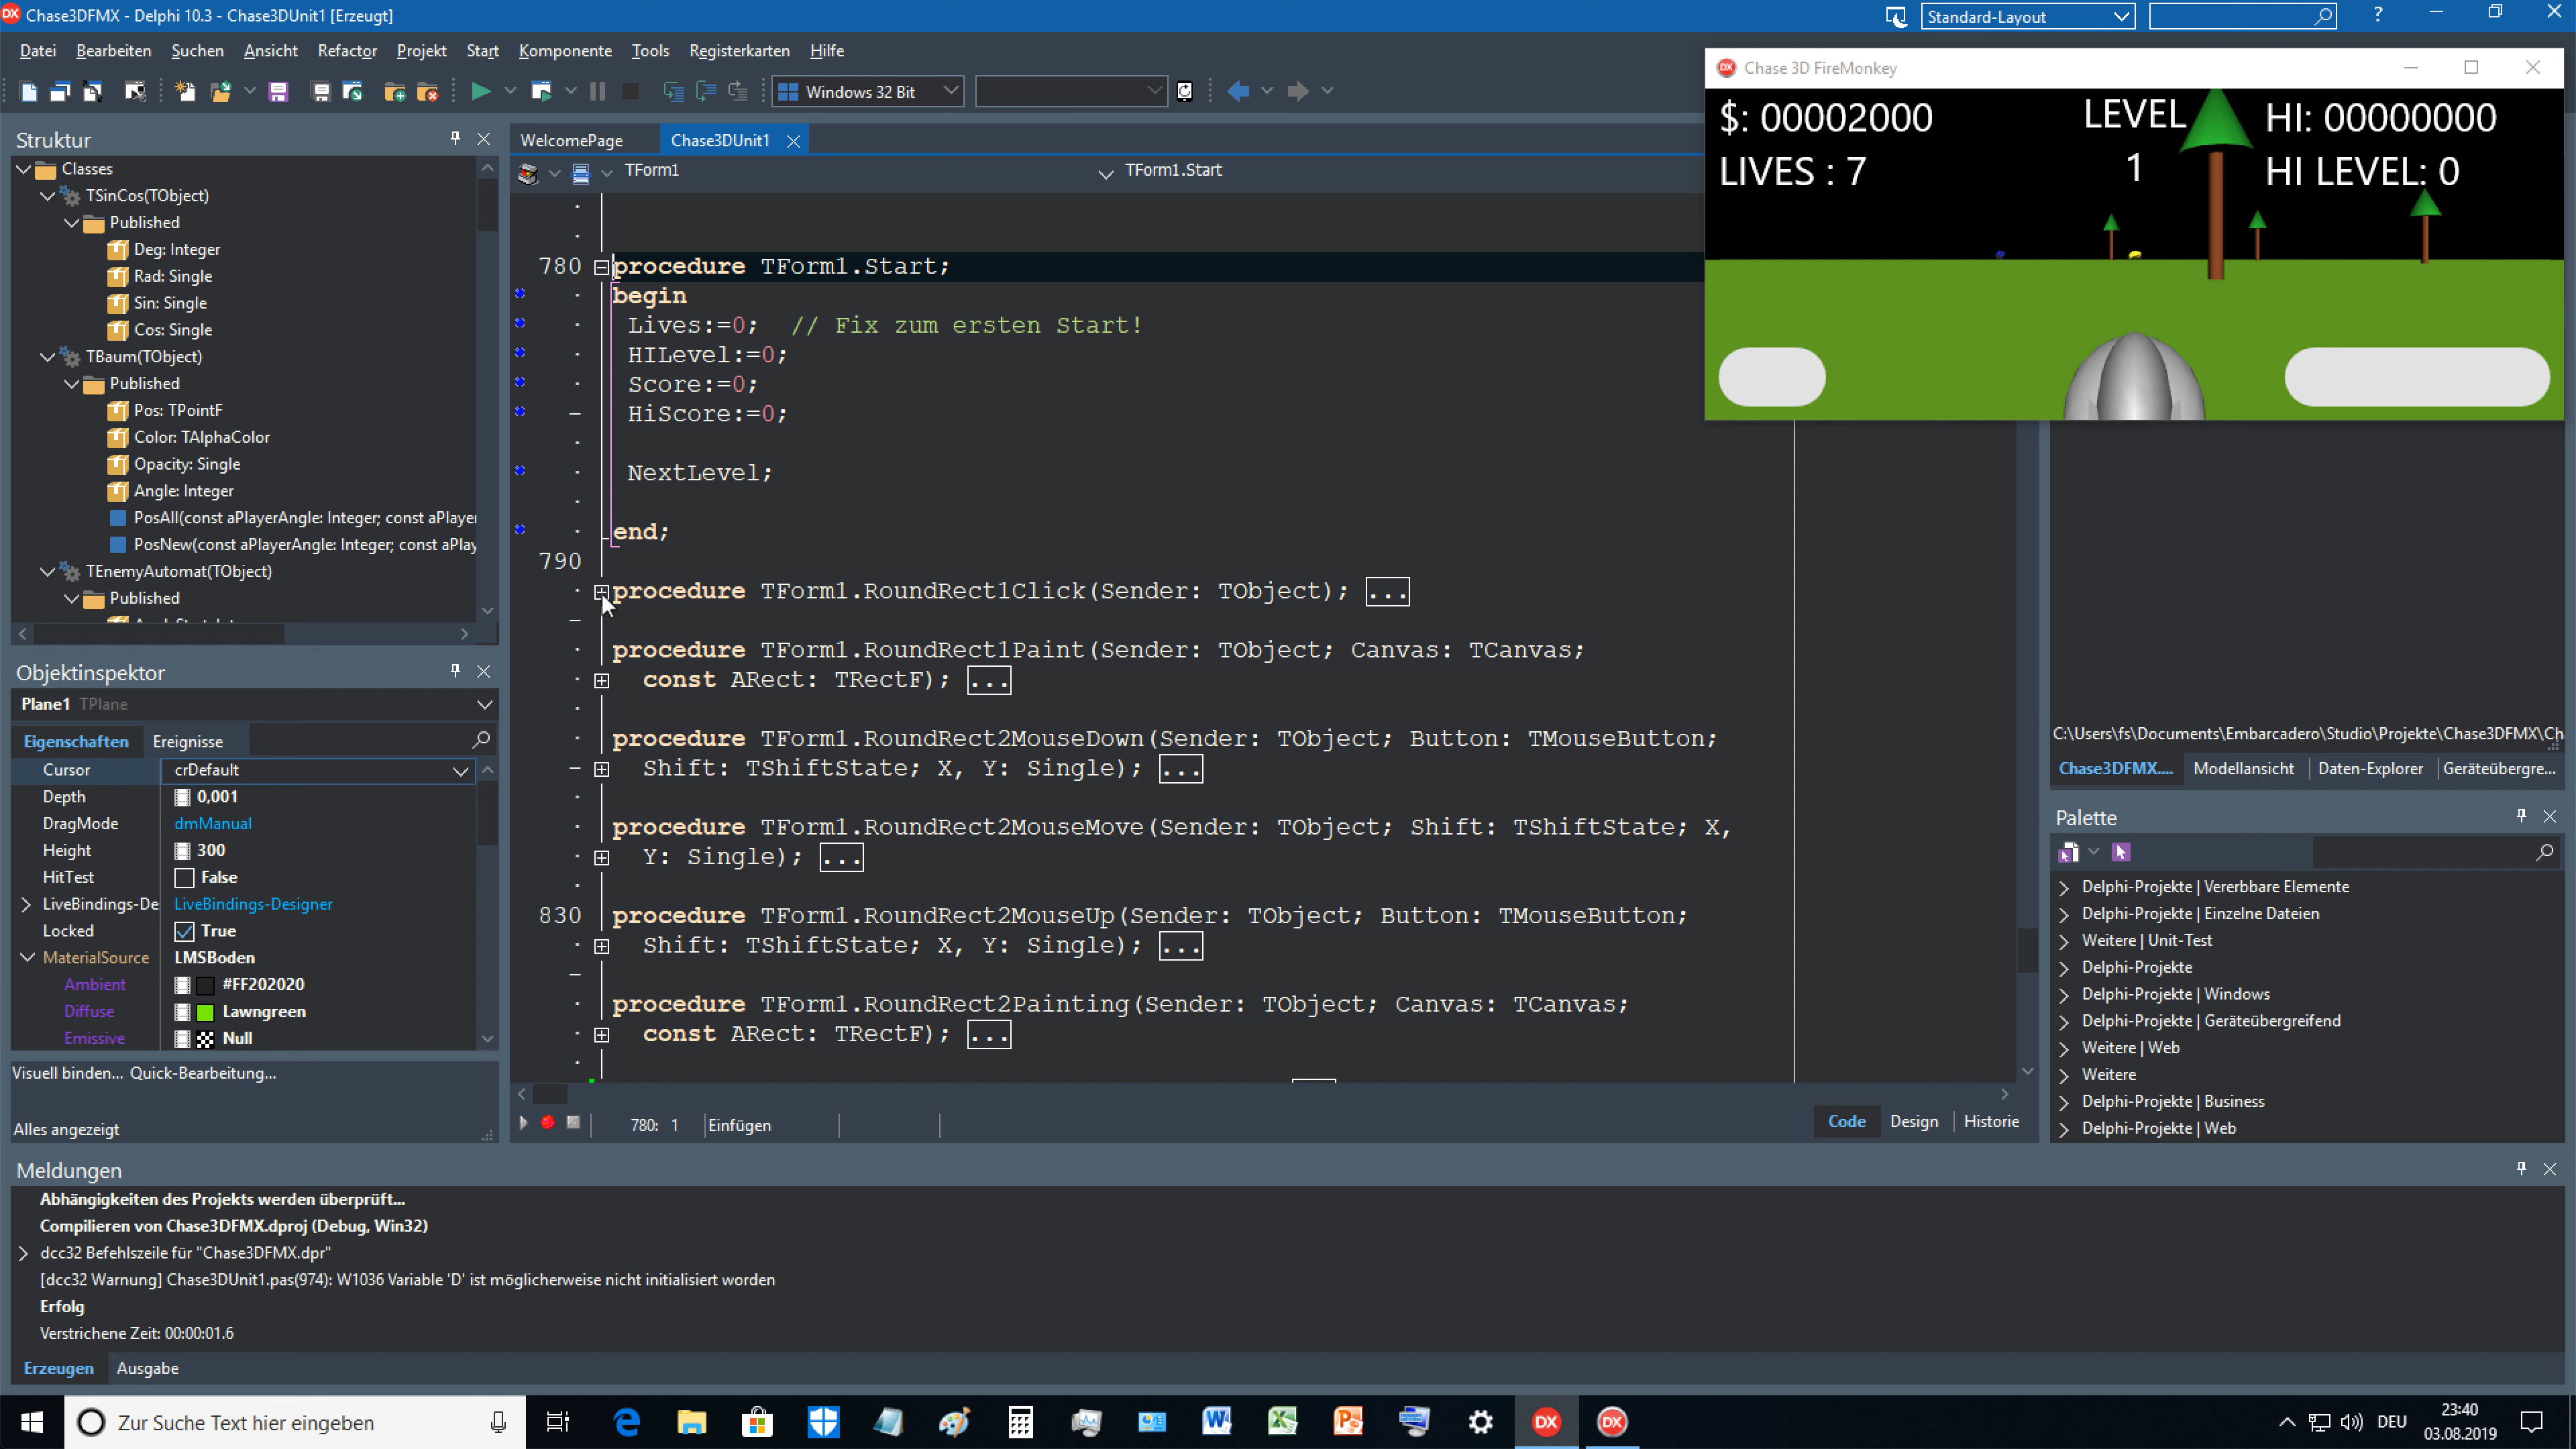 Chase3DFMX - Delphi 10.3 - Chase3DUnit1 [Erzeugt]
Standard-Layout
?
Datei Bearbeiten Suchen Ansicht Refactor Projekt Start Komponente Tools Registerkarten Hilfe
Windows 32 Bit
Chase 3D FireMonkey
$: 00002000
LEVEL
HI: 00000000
LIVES : 7
1
HI LEVEL: 0
Struktur
Classes
TSinCos(TObject)
Published
Deg: Integer
Rad: Single
Sin: Single
Cos: Single
TBaum(TObject)
Published
Pos: TPointF
Color: TAlphaColor
Opacity: Single
Angle: Integer
PosAll(const aPlayerAngle: Integer; const aPlayer
PosNew(const aPlayerAngle: Integer; const aPlay
TEnemyAutomat(TObject)
Published
Objektinspektor
Plane1 TPlane
Eigenschaften Ereignisse
Cursor crDefault
Depth 0,001
DragMode dmManual
Height 300
HitTest False
LiveBindings-De LiveBindings-Designer
Locked True
MaterialSource LMSBoden
Ambient #FF202020
Diffuse Lawngreen
Emissive Null
Visuell binden... Quick-Bearbeitung...
Alles angezeigt
WelcomePage Chase3DUnit1
TForm1 TForm1.Start
780 procedure TForm1.Start;
begin
Lives:=0; // Fix zum ersten Start!
HILevel:=0;
Score:=0;
HiScore:=0;
NextLevel;
end;
790
procedure TForm1.RoundRect1Click(Sender: TObject); ...
procedure TForm1.RoundRect1Paint(Sender: TObject; Canvas: TCanvas;
const ARect: TRectF); ...
procedure TForm1.RoundRect2MouseDown(Sender: TObject; Button: TMouseButton;
Shift: TShiftState; X, Y: Single); ...
procedure TForm1.RoundRect2MouseMove(Sender: TObject; Shift: TShiftState; X,
Y: Single); ...
830 procedure TForm1.RoundRect2MouseUp(Sender: TObject; Button: TMouseButton;
Shift: TShiftState; X, Y: Single); ...
procedure TForm1.RoundRect2Painting(Sender: TObject; Canvas: TCanvas;
const ARect: TRectF); ...
780: 1 Einfügen
Code Design Historie
C:\Users\fs\Documents\Embarcadero\Studio\Projekte\Chase3DFMX\Ch
Chase3DFMX.... Modellansicht Daten-Explorer Geräteübergre...
Palette
Delphi-Projekte | Vererbbare Elemente
Delphi-Projekte | Einzelne Dateien
Weitere | Unit-Test
Delphi-Projekte
Delphi-Projekte | Windows
Delphi-Projekte | Geräteübergreifend
Weitere | Web
Weitere
Delphi-Projekte | Business
Delphi-Projekte | Web
Meldungen
Abhängigkeiten des Projekts werden überprüft...
Compilieren von Chase3DFMX.dproj (Debug, Win32)
dcc32 Befehlszeile für "Chase3DFMX.dpr"
[dcc32 Warnung] Chase3DUnit1.pas(974): W1036 Variable 'D' ist möglicherweise nicht initialisiert worden
Erfolg
Verstrichene Zeit: 00:00:01.6
Erzeugen Ausgabe
Zur Suche Text hier eingeben
DEU
23:40
03.08.2019